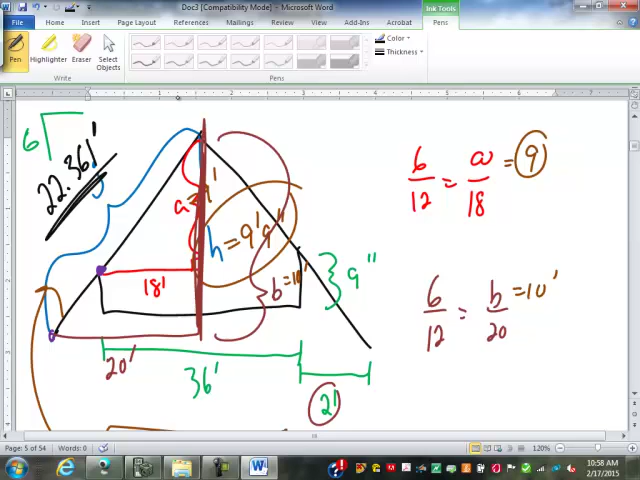 Doc3 [Compatibility Mode] - Microsoft Word
Ink Tools
File Home Insert Page Layout References Mailings Review View Add-Ins Acrobat Pens
Pen Highlighter Eraser Select Objects
Color
Thickness
Write
Pens
6
22.361'
a = 9'
h = 9'9"
18'
b = 10'
9"
20'
36'
2'
6/12 = a/18 = 9
6/12 = b/20 = 10'
Page: 5 of 54 Words: 0
120%
10:58 AM
2/17/2015